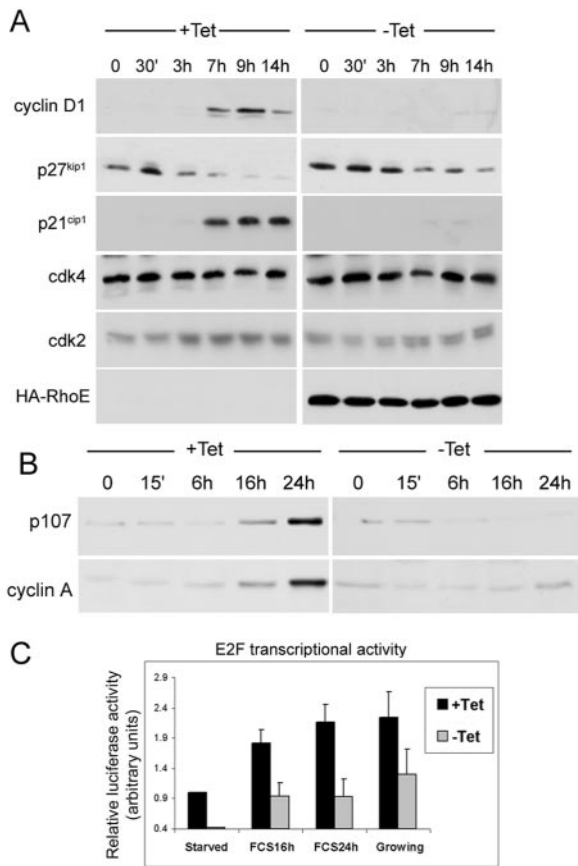 A
+Tet -Tet
0 30' 3h 7h 9h 14h 0 30' 3h 7h 9h 14h
cyclin D1
p27kip1
p21cip1
cdk4
cdk2
HA-RhoE
B
+Tet -Tet
0 15' 6h 16h 24h 0 15' 6h 16h 24h
p107
cyclin A
C
E2F transcriptional activity
Relative luciferase activity
(arbitrary units)
2.9
2.4
1.9
1.4
0.9
0.4
Starved FCS16h FCS24h Growing
+Tet
-Tet